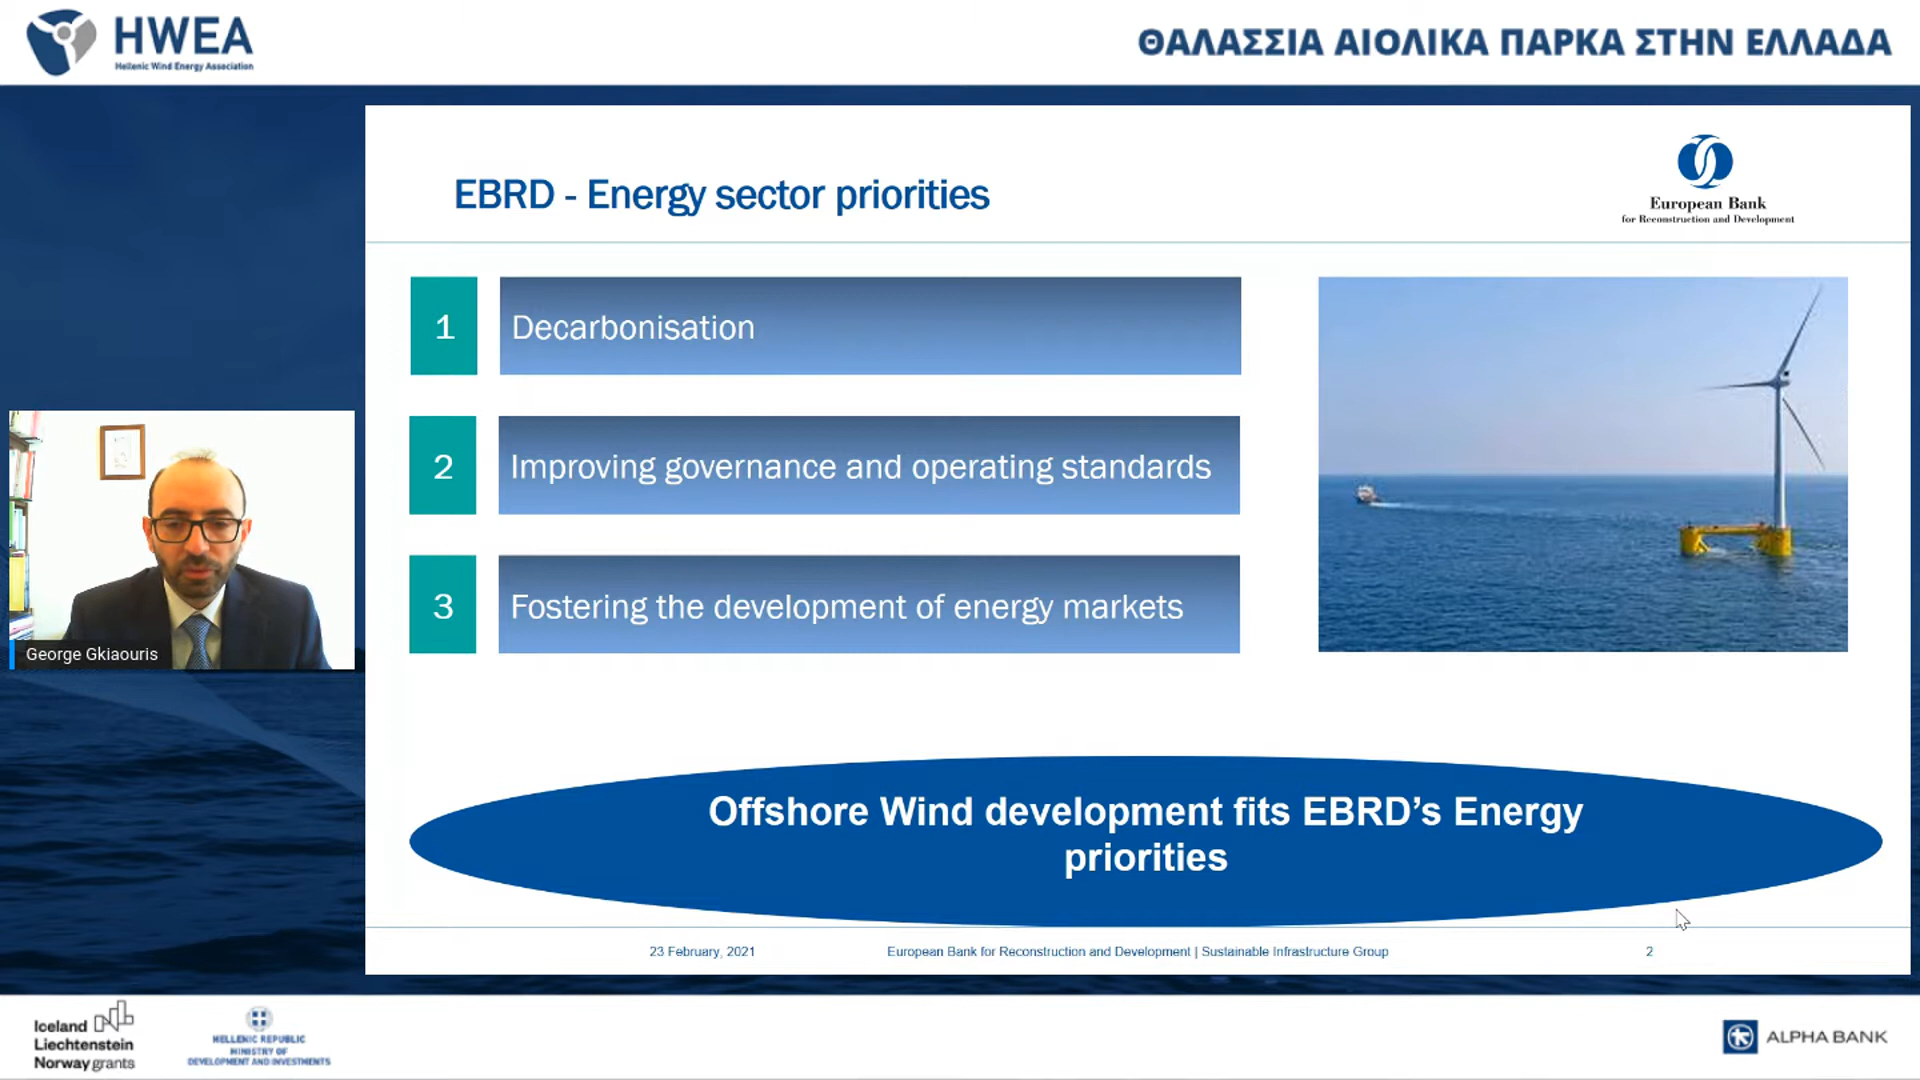 HWEA
Hellenic Wind Energy Association
ΘΑΛΑΣΣΙΑ ΑΙΟΛΙΚΑ ΠΑΡΚΑ ΣΤΗΝ ΕΛΛΑΔΑ
EBRD - Energy sector priorities
European Bank
for Reconstruction and Development
1
Decarbonisation
2
Improving governance and operating standards
3
Fostering the development of energy markets
George Gkiaouris
Offshore Wind development fits EBRD’s Energy
priorities
23 February, 2021
European Bank for Reconstruction and Development | Sustainable Infrastructure Group
2
Iceland
Liechtenstein
Norway grants
HELLENIC REPUBLIC
MINISTRY OF
DEVELOPMENT AND INVESTMENTS
ALPHA BANK